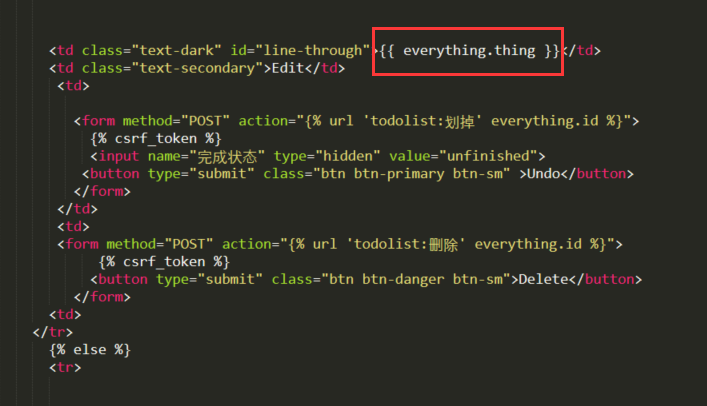 <td class="text-dark" id="line-through">{{ everything.thing }}</td>
<td class="text-secondary">Edit</td>
<td>
<form method="POST" action="{% url 'todolist:划掉' everything.id %}">
{% csrf_token %}
<input name="完成状态" type="hidden" value="unfinished">
<button type="submit" class="btn btn-primary btn-sm" >Undo</button>
</form>
</td>
<td>
<form method="POST" action="{% url 'todolist:删除' everything.id %}">
{% csrf_token %}
<button type="submit" class="btn btn-danger btn-sm">Delete</button>
</form>
<td>
</tr>
{% else %}
<tr>